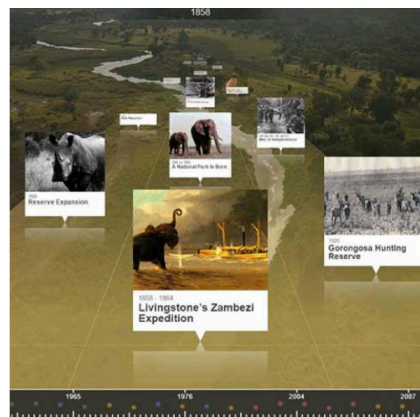 1858
A National Park Is Born
Reserve Expansion
1920
Gorongosa Hunting
Reserve
1858 - 1864
Livingstone's Zambezi
Expedition
1965
1976
2004
2007